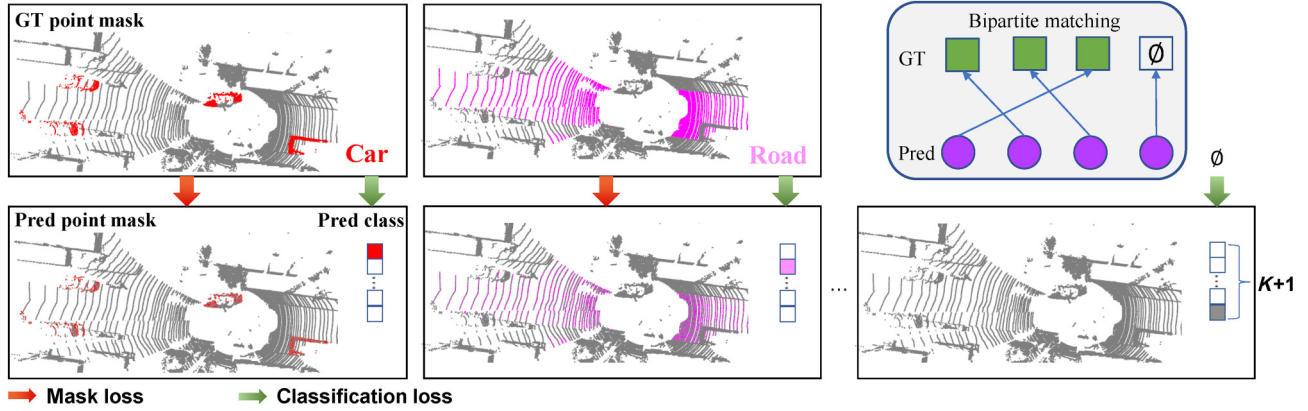 GT point mask
Car
Road
Bipartite matching
GT
∅
Pred
∅
Pred point mask
Pred class
...
K+1
Mask loss
Classification loss